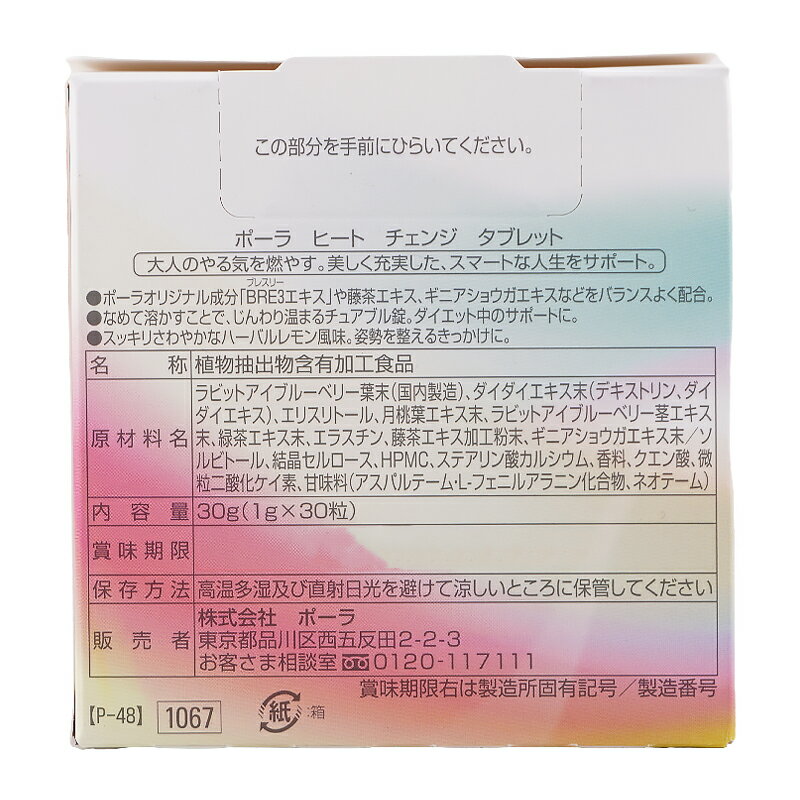 この部分を手前にひらいてください。
ポーラ ヒート チェンジ タブレット
大人のやる気を燃やす。美しく充実した、スマートな人生をサポート。
ブレスリー
●ポーラオリジナル成分「BRE3エキス」や藤茶エキス、ギニアショウガエキスなどをバランスよく配合。
●なめて溶かすことで、じんわり温まるチュアブル錠。ダイエット中のサポートに。
●スッキリさわやかなハーバルレモン風味。姿勢を整えるきっかけに。
名称 植物抽出物含有加工食品
原材料名 ラビットアイブルーベリー葉末(国内製造)、ダイダイエキス末(デキストリン、ダイ
ダイエキス)、エリスリトール、月桃葉エキス末、ラビットアイブルーベリー茎エキス
末、緑茶エキス末、エラスチン、藤茶エキス加工粉末、ギニアショウガエキス末/ソ
ルビトール、結晶セルロース、HPMC、ステアリン酸カルシウム、香料、クエン酸、微
粒二酸化ケイ素、甘味料(アスパルテーム・L-フェニルアラニン化合物、ネオテーム)
内容量 30g(1g×30粒)
賞味期限
保存方法 高温多湿及び直射日光を避けて涼しいところに保管してください
販売者 株式会社 ポーラ
東京都品川区西五反田2-2-3
お客さま相談室 0120-117111
賞味期限右は製造所固有記号/製造番号
【P-48】 1067 紙 :箱